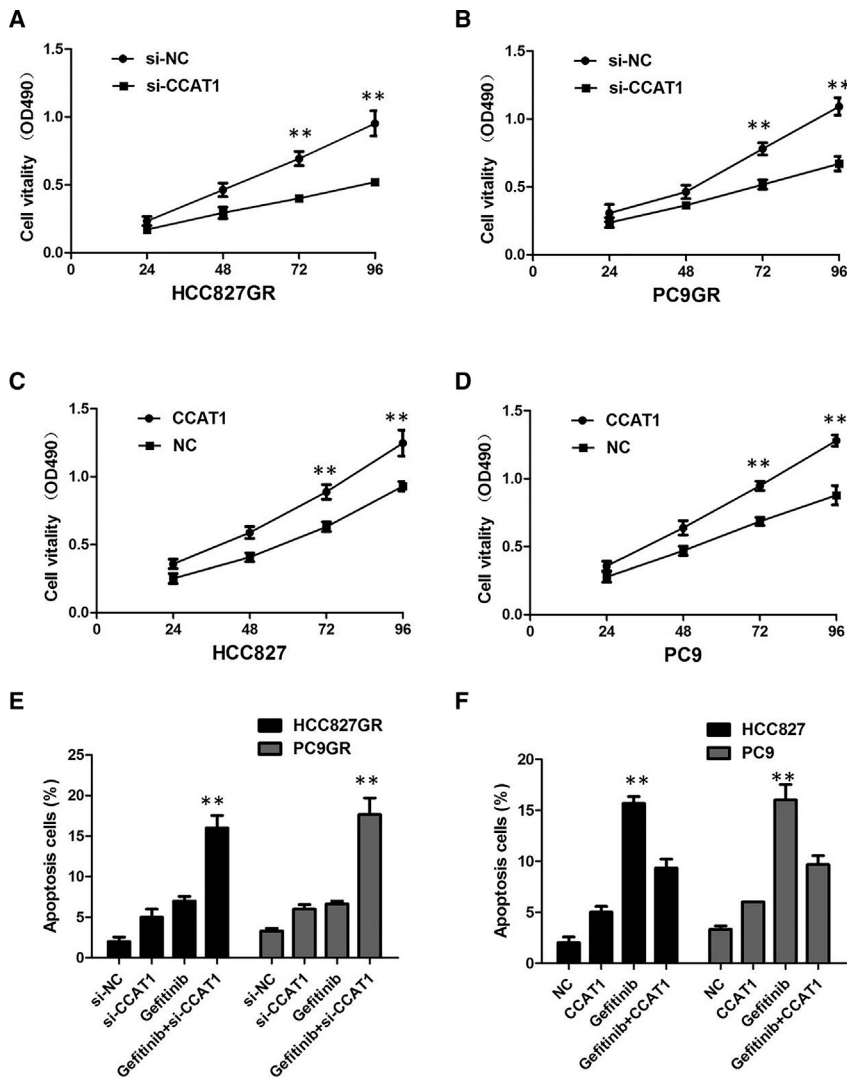 A
si-NC
si-CCAT1
Cell vitality （OD490）
1.5
1.0
0.5
0.0
**
**
0 24 48 72 96
HCC827GR
B
si-NC
si-CCAT1
Cell vitality （OD490）
1.5
1.0
0.5
0.0
**
**
0 24 48 72 96
PC9GR
C
CCAT1
NC
Cell vitality （OD490）
1.5
1.0
0.5
0.0
**
**
0 24 48 72 96
HCC827
D
CCAT1
NC
Cell vitality （OD490）
1.5
1.0
0.5
0.0
**
**
0 24 48 72 96
PC9
E
HCC827GR
PC9GR
Apoptosis cells (%)
25
20
15
10
5
0
**
**
si-NC
si-CCAT1
Gefitinib
Gefitinib+si-CCAT1
si-NC
si-CCAT1
Gefitinib
Gefitinib+si-CCAT1
F
HCC827
PC9
Apoptosis cells (%)
20
15
10
5
0
**
**
NC
CCAT1
Gefitinib
Gefitinib+CCAT1
NC
CCAT1
Gefitinib
Gefitinib+CCAT1